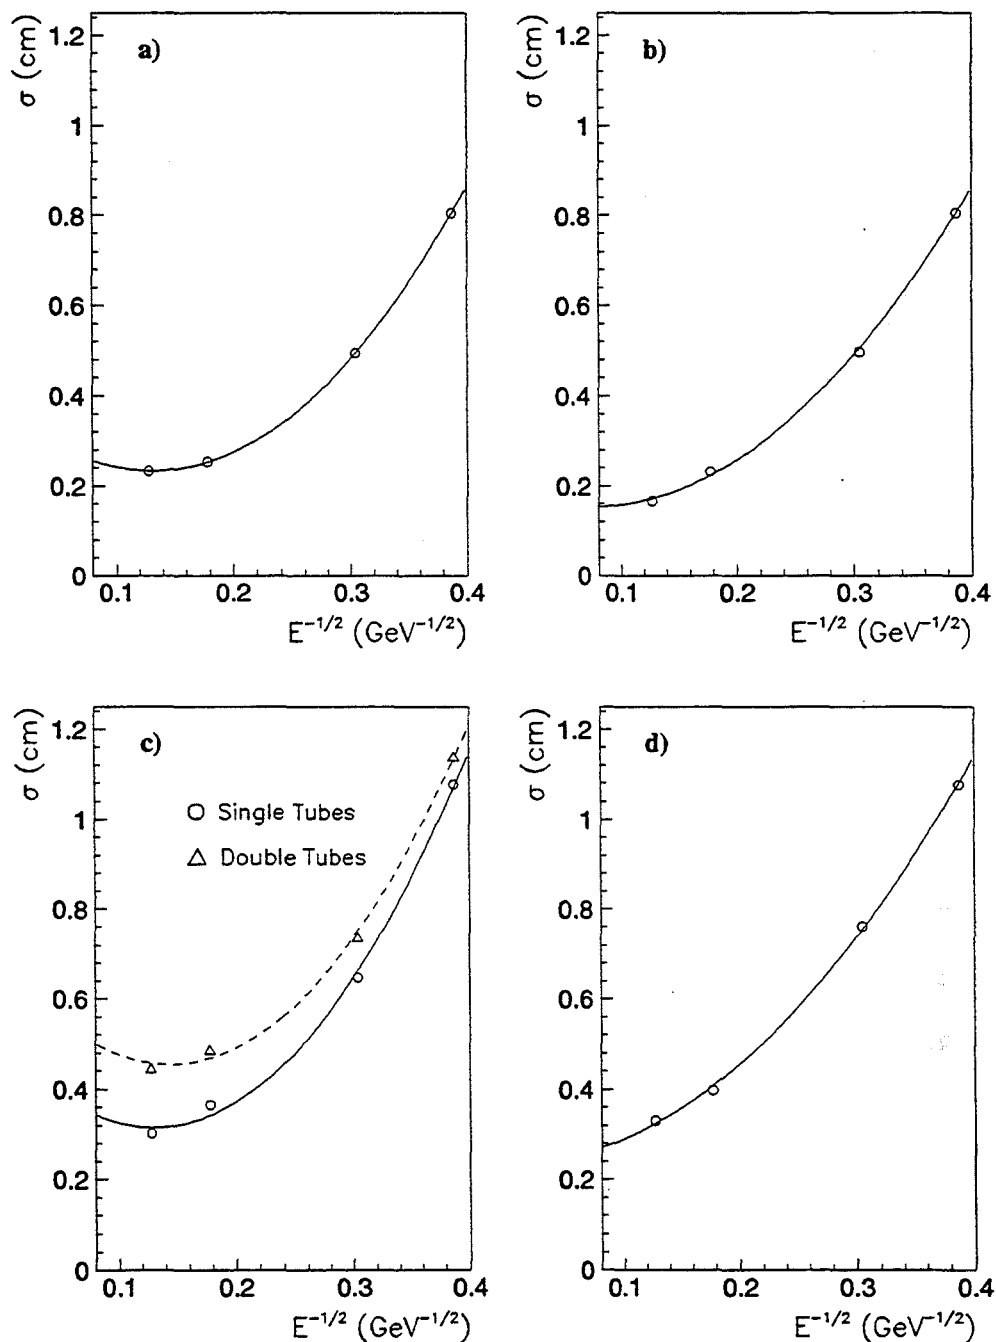 a)
σ (cm)
1.2
1
0.8
0.6
0.4
0.2
0
0.1 0.2 0.3 0.4
E⁻¹/² (GeV⁻¹/²)
b)
σ (cm)
1.2
1
0.8
0.6
0.4
0.2
0
0.1 0.2 0.3 0.4
E⁻¹/² (GeV⁻¹/²)
c)
σ (cm)
1.2
1
0.8
0.6
0.4
0.2
0
Single Tubes
Double Tubes
0.1 0.2 0.3 0.4
E⁻¹/² (GeV⁻¹/²)
d)
σ (cm)
1.2
1
0.8
0.6
0.4
0.2
0
0.1 0.2 0.3 0.4
E⁻¹/² (GeV⁻¹/²)